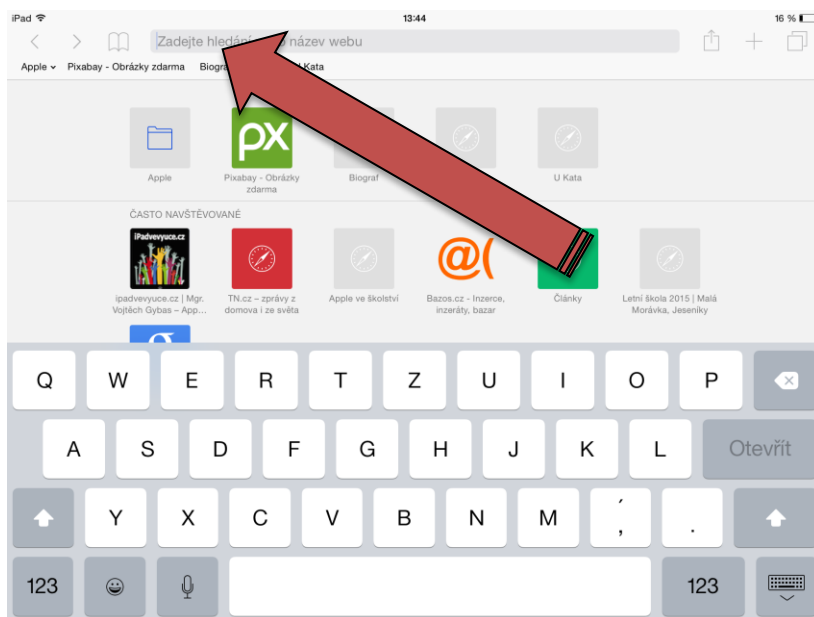 iPad 13:44 16 %
Zadejte hledání název webu
Apple Pixabay - Obrázky zdarma Kata
px
Apple Pixabay - Obrázky zdarma Biograf U Kata
ČASTO NAVŠTĚVOVANÉ
iPadvevyuce.cz
@(
ipadvevyuce.cz | Mgr. Vojtěch Gybas – App...
TN.cz – zprávy z domova i ze světa
Apple ve školství
Bazos.cz - Inzerce, inzeráty, bazar
Články
Letní škola 2015 | Malá Morávka, Jeseníky
Q W E R T Z U I O P
A S D F G H J K L Otevřít
Y X C V B N M ´ , .
123 123